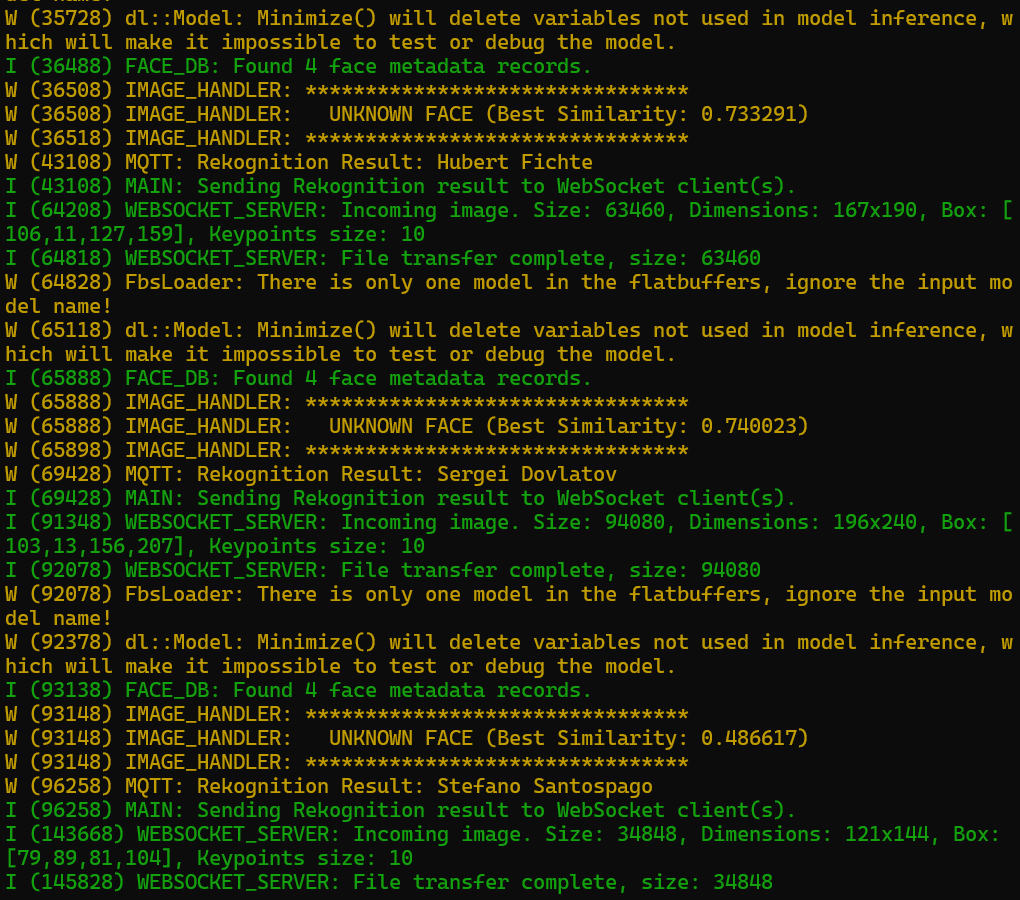 W (35728) dl::Model: Minimize() will delete variables not used in model inference, w
hich will make it impossible to test or debug the model.
I (36488) FACE_DB: Found 4 face metadata records.
W (36508) IMAGE_HANDLER: ********************************
W (36508) IMAGE_HANDLER:   UNKNOWN FACE (Best Similarity: 0.733291)
W (36518) IMAGE_HANDLER: ********************************
W (43108) MQTT: Rekognition Result: Hubert Fichte
I (43108) MAIN: Sending Rekognition result to WebSocket client(s).
I (64208) WEBSOCKET_SERVER: Incoming image. Size: 63460, Dimensions: 167x190, Box: [
106,11,127,159], Keypoints size: 10
I (64818) WEBSOCKET_SERVER: File transfer complete, size: 63460
W (64828) FbsLoader: There is only one model in the flatbuffers, ignore the input mo
del name!
W (65118) dl::Model: Minimize() will delete variables not used in model inference, w
hich will make it impossible to test or debug the model.
I (65888) FACE_DB: Found 4 face metadata records.
W (65888) IMAGE_HANDLER: ********************************
W (65888) IMAGE_HANDLER:   UNKNOWN FACE (Best Similarity: 0.740023)
W (65898) IMAGE_HANDLER: ********************************
W (69428) MQTT: Rekognition Result: Sergei Dovlatov
I (69428) MAIN: Sending Rekognition result to WebSocket client(s).
I (91348) WEBSOCKET_SERVER: Incoming image. Size: 94080, Dimensions: 196x240, Box: [
103,13,156,207], Keypoints size: 10
I (92078) WEBSOCKET_SERVER: File transfer complete, size: 94080
W (92078) FbsLoader: There is only one model in the flatbuffers, ignore the input mo
del name!
W (92378) dl::Model: Minimize() will delete variables not used in model inference, w
hich will make it impossible to test or debug the model.
I (93138) FACE_DB: Found 4 face metadata records.
W (93148) IMAGE_HANDLER: ********************************
W (93148) IMAGE_HANDLER:   UNKNOWN FACE (Best Similarity: 0.486617)
W (93148) IMAGE_HANDLER: ********************************
W (96258) MQTT: Rekognition Result: Stefano Santospago
I (96258) MAIN: Sending Rekognition result to WebSocket client(s).
I (143668) WEBSOCKET_SERVER: Incoming image. Size: 34848, Dimensions: 121x144, Box:
[79,89,81,104], Keypoints size: 10
I (145828) WEBSOCKET_SERVER: File transfer complete, size: 34848